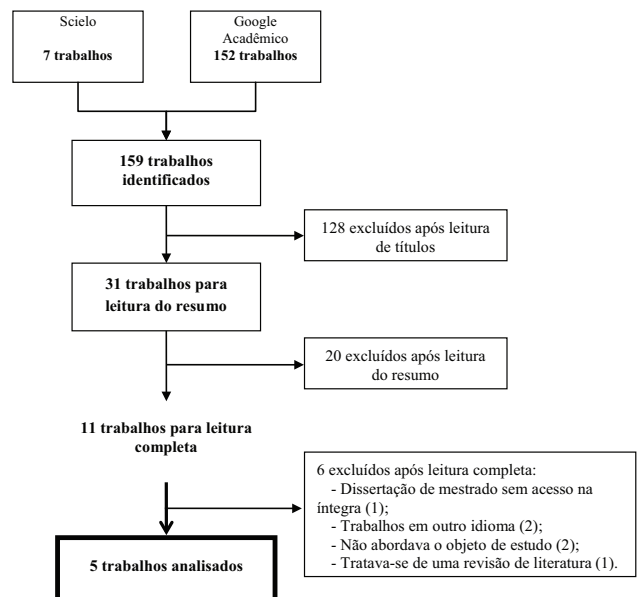 Scielo
7 trabalhos
Google
Acadêmico
152 trabalhos
159 trabalhos
identificados
128 excluídos após leitura
de títulos
31 trabalhos para
leitura do resumo
20 excluídos após leitura
do resumo
11 trabalhos para leitura
completa
6 excluídos após leitura completa:
- Dissertação de mestrado sem acesso na
íntegra (1);
- Trabalhos em outro idioma (2);
- Não abordava o objeto de estudo (2);
- Tratava-se de uma revisão de literatura (1).
5 trabalhos analisados